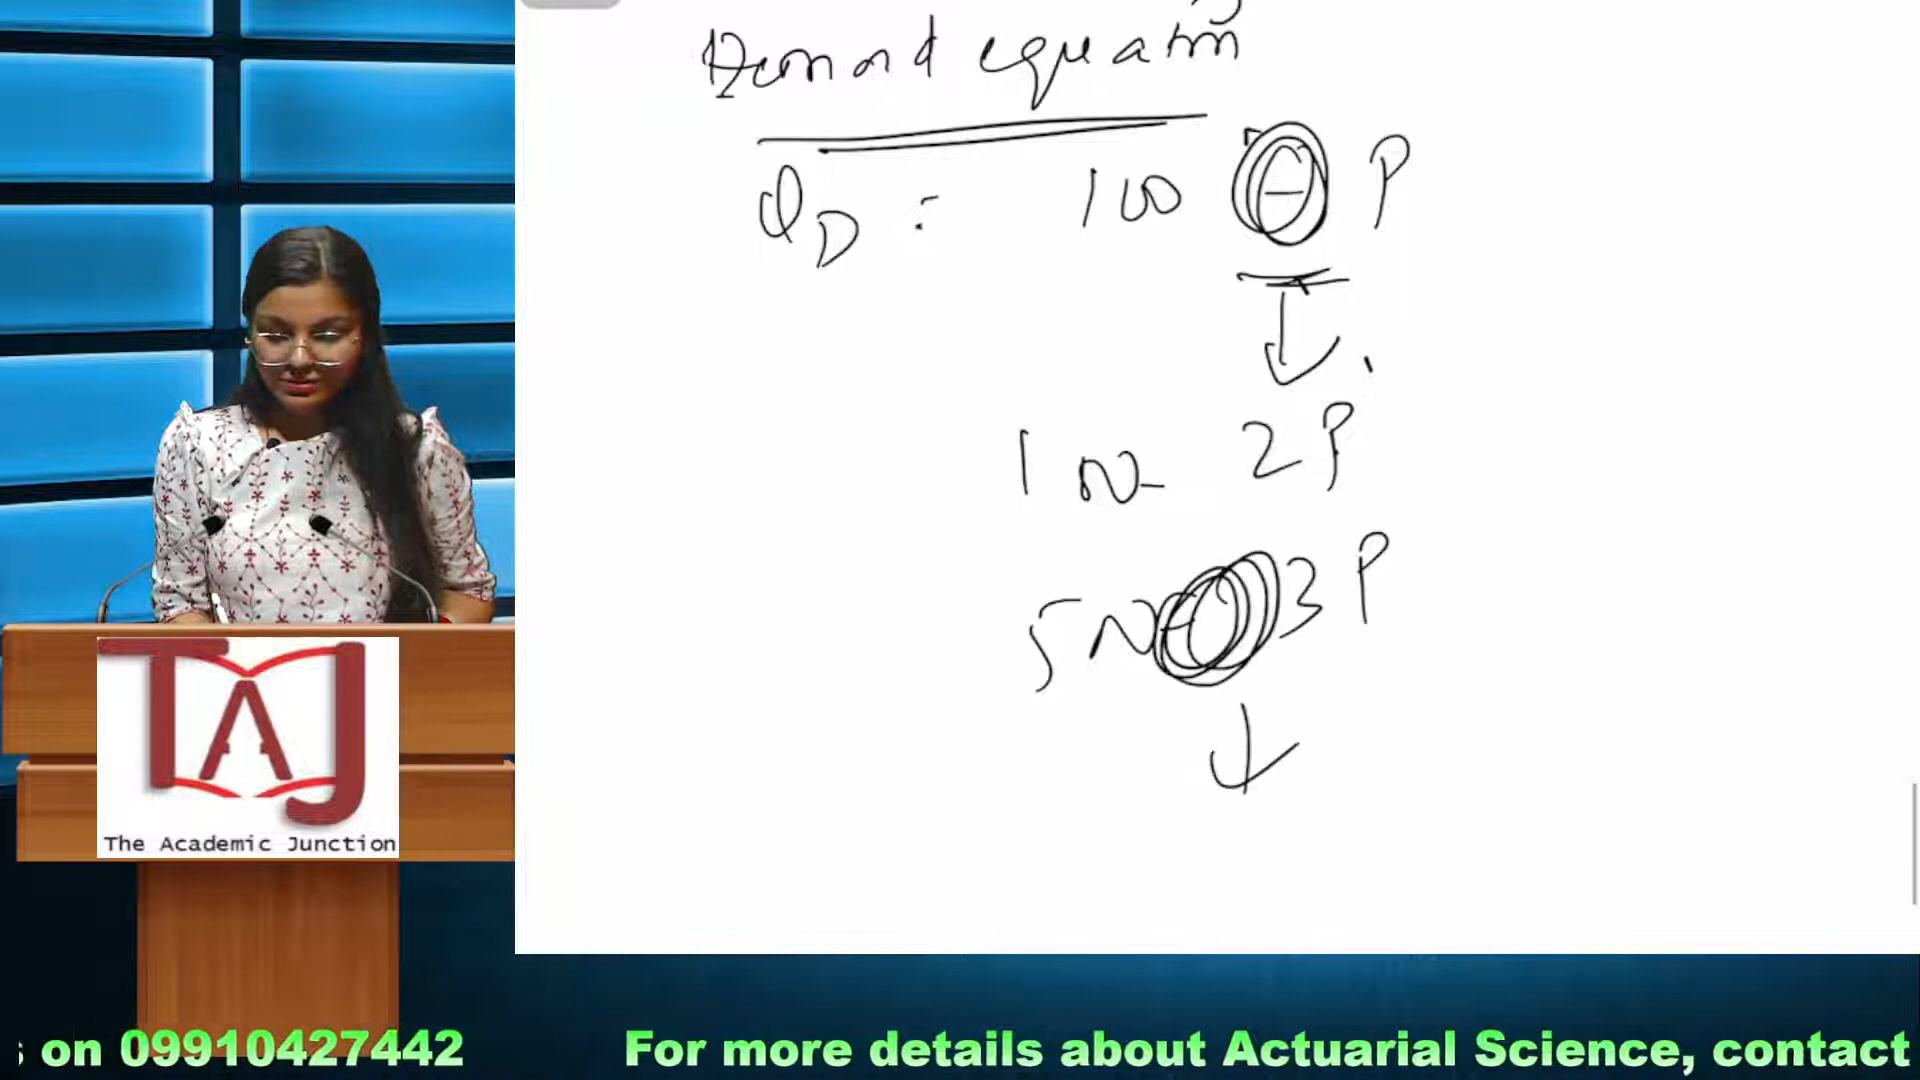 Demand equation
QD = 100 - P
100 - 2P
500 - 3P
TAJ
The Academic Junction
s on 09910427442 For more details about Actuarial Science, contact